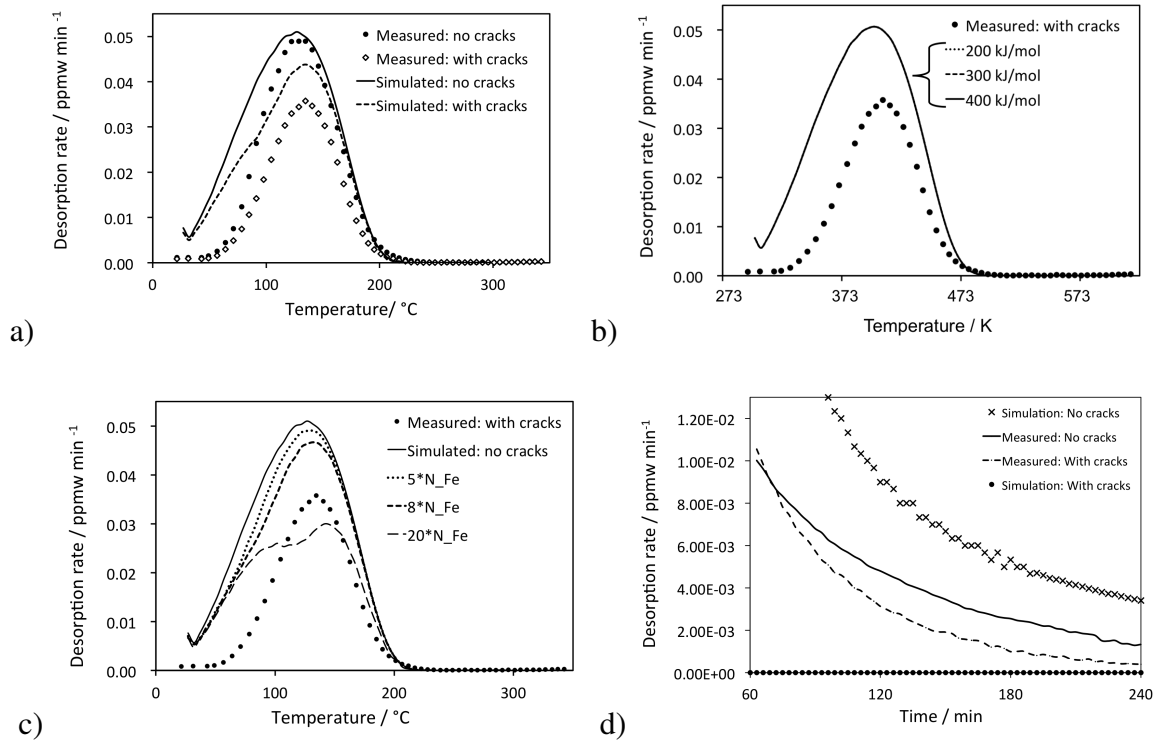 Desorption rate / ppmw min -1
0.05
0.04
0.03
0.02
0.01
0.00
Measured: no cracks
Measured: with cracks
Simulated: no cracks
Simulated: with cracks
0
100
200
300
Temperature/ °C
a)
Desorption rate / ppmw min -1
0.05
0.04
0.03
0.02
0.01
0.00
Measured: with cracks
200 kJ/mol
300 kJ/mol
400 kJ/mol
273
373
473
573
Temperature / K
b)
Desorption rate / ppmw min -1
0.05
0.04
0.03
0.02
0.01
0.00
Measured: with cracks
Simulated: no cracks
5*N_Fe
8*N_Fe
20*N_Fe
0
100
200
300
Temperature / °C
c)
Desorption rate / ppmw min-1
1.20E-02
1.00E-02
8.00E-03
6.00E-03
4.00E-03
2.00E-03
0.00E+00
Simulation: No cracks
Measured: No cracks
Measured: With cracks
Simulation: With cracks
60
120
180
240
Time / min
d)